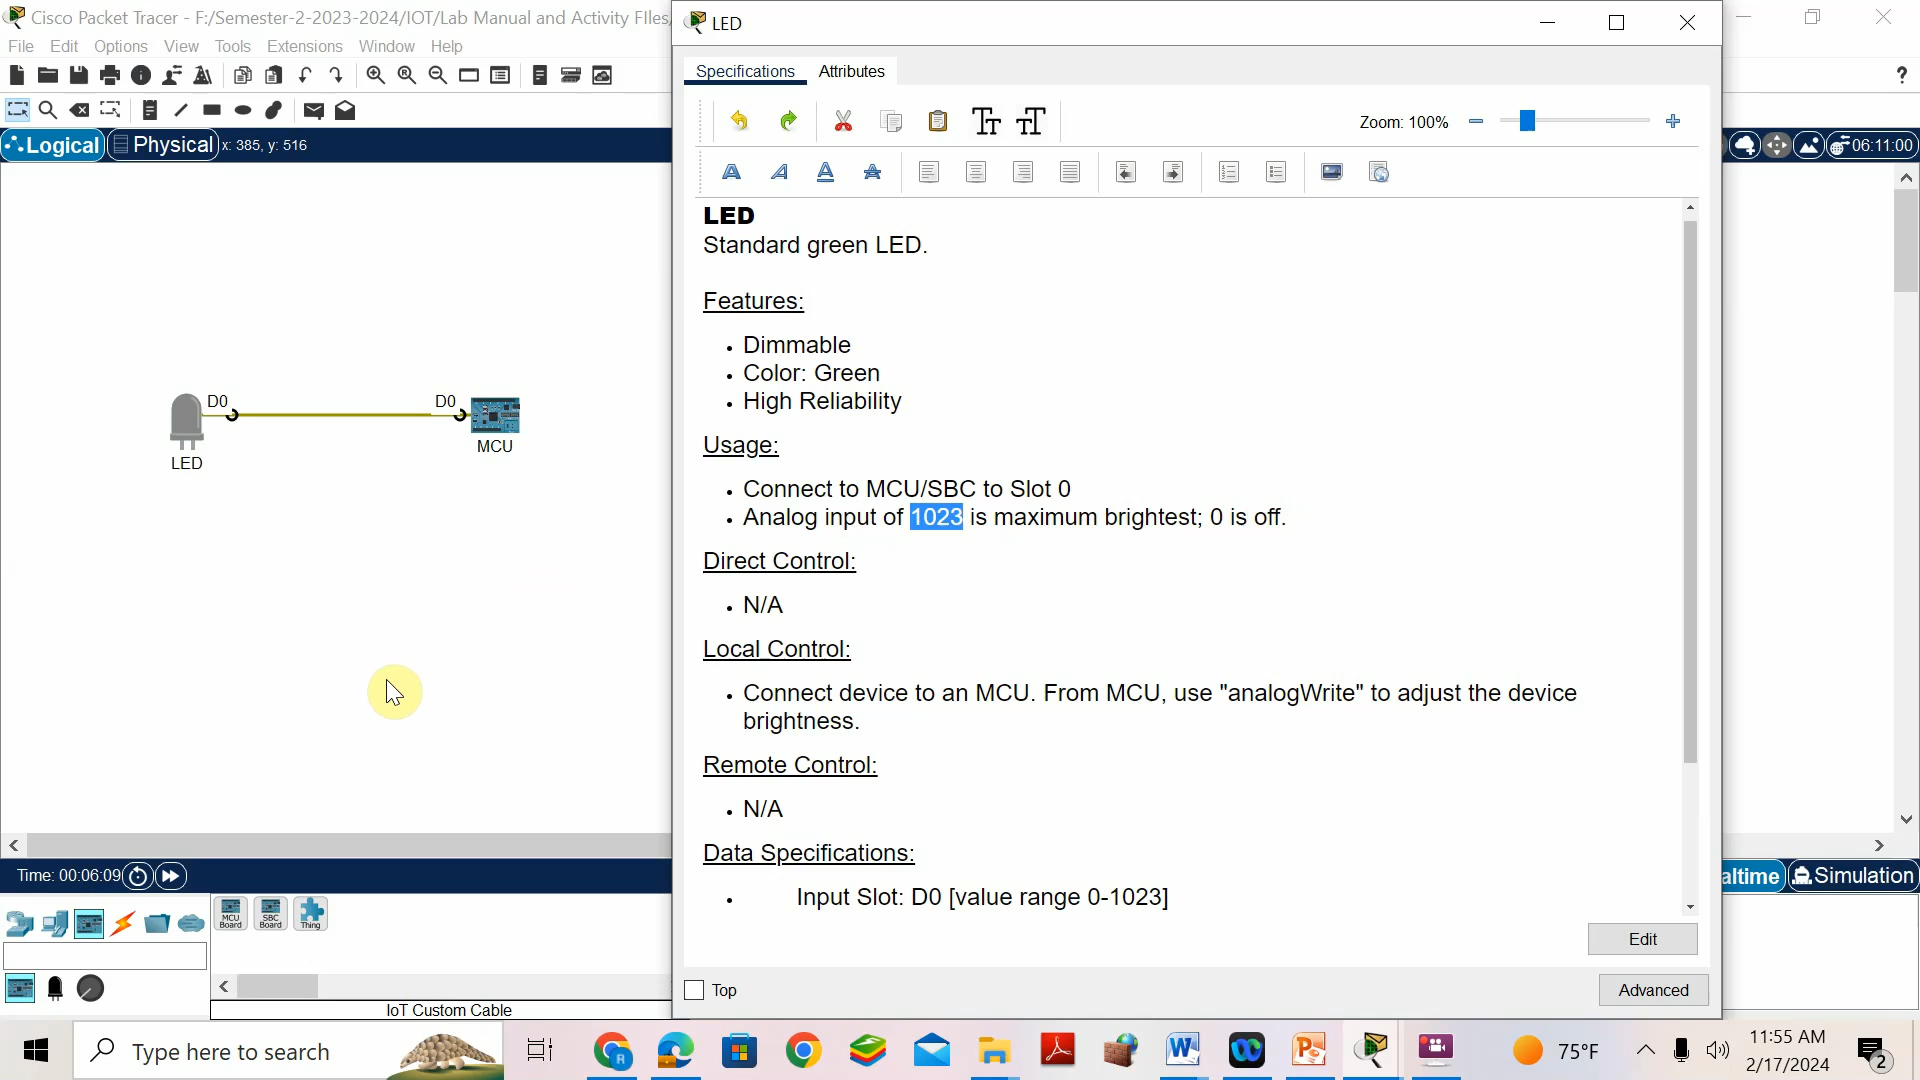 Cisco Packet Tracer - F:/Semester-2-2023-2024/IOT/Lab Manual and Activity FIles/
File Edit Options View Tools Extensions Window Help
?
Logical Physical x: 385, y: 516
06:11:00
D0 D0
LED
MCU
LED
Specifications Attributes
Zoom: 100%
LED
Standard green LED.
Features:
• Dimmable
• Color: Green
• High Reliability
Usage:
• Connect to MCU/SBC to Slot 0
• Analog input of 1023 is maximum brightest; 0 is off.
Direct Control:
• N/A
Local Control:
• Connect device to an MCU. From MCU, use "analogWrite" to adjust the device
brightness.
Remote Control:
• N/A
Data Specifications:
• Input Slot: D0 [value range 0-1023]
Edit
Top
Advanced
Time: 00:06:09
altime Simulation
MCU Board
SBC Board
Thing
IoT Custom Cable
Type here to search
75°F
11:55 AM
2/17/2024
2